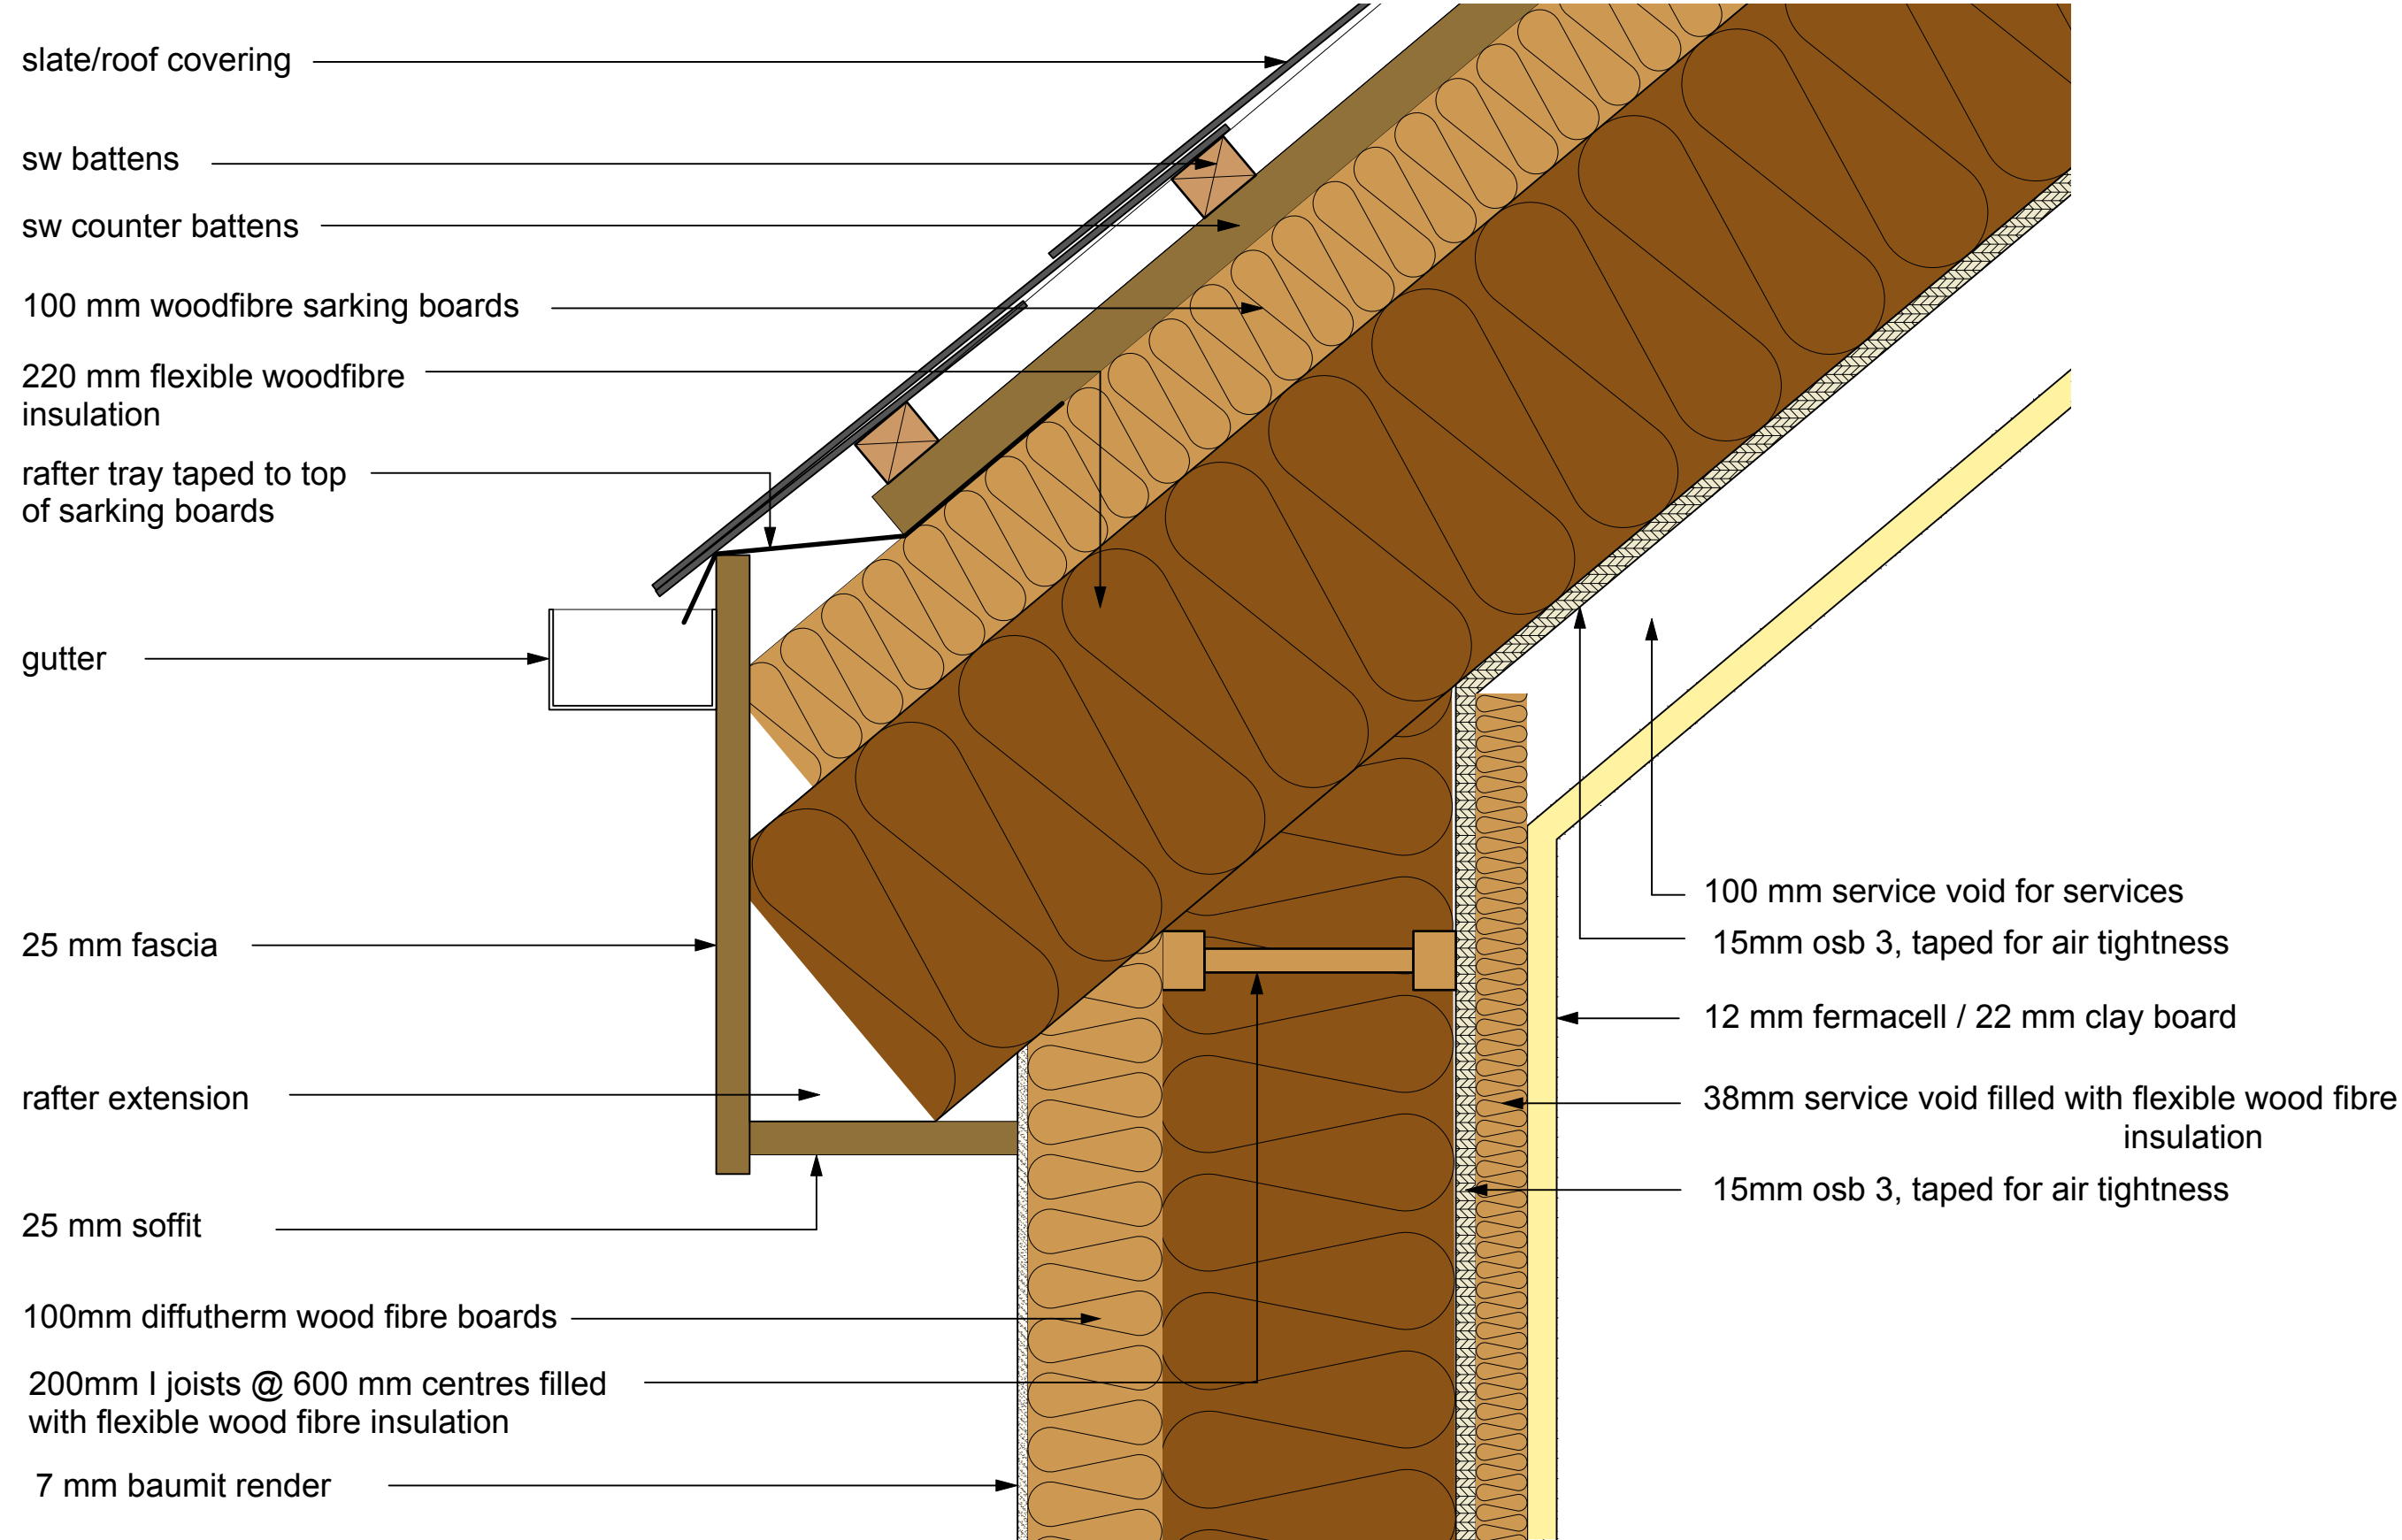 slate/roof covering
sw battens
sw counter battens
100 mm woodfibre sarking boards
220 mm flexible woodfibre
insulation
rafter tray taped to top
of sarking boards
gutter
25 mm fascia
rafter extension
25 mm soffit
100mm diffutherm wood fibre boards
200mm I joists @ 600 mm centres filled
with flexible wood fibre insulation
7 mm baumit render
100 mm service void for services
15mm osb 3, taped for air tightness
12 mm fermacell / 22 mm clay board
38mm service void filled with flexible wood fibre
insulation
15mm osb 3, taped for air tightness